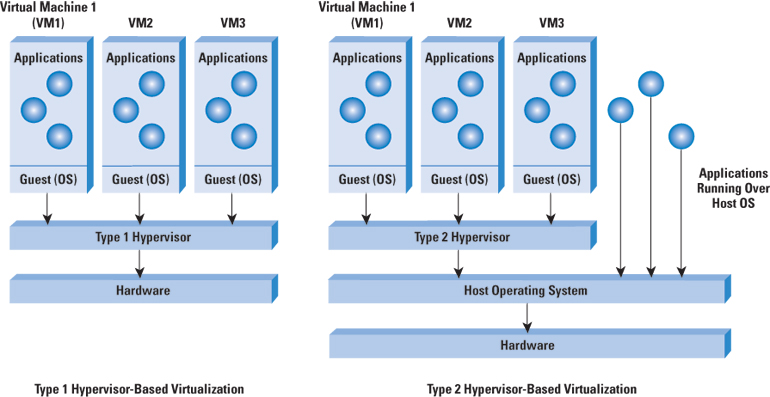 Virtual Machine 1
(VM1)
VM2
VM3
Applications
Applications
Applications
Guest (OS)
Guest (OS)
Guest (OS)
Type 1 Hypervisor
Hardware
Type 1 Hypervisor-Based Virtualization
Virtual Machine 1
(VM1)
VM2
VM3
Applications
Applications
Applications
Guest (OS)
Guest (OS)
Guest (OS)
Applications
Running Over
Host OS
Type 2 Hypervisor
Host Operating System
Hardware
Type 2 Hypervisor-Based Virtualization